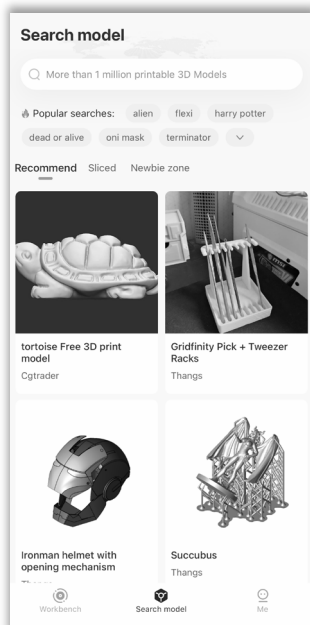 Search model
More than 1 million printable 3D Models
Popular searches: alien flexi harry potter
dead or alive oni mask terminator
Recommend Sliced Newbie zone
tortoise Free 3D print
model
Cgtrader
Gridfinity Pick + Tweezer
Racks
Thangs
Ironman helmet with
opening mechanism
Thangs
Succubus
Thangs
Workbench Search model Me